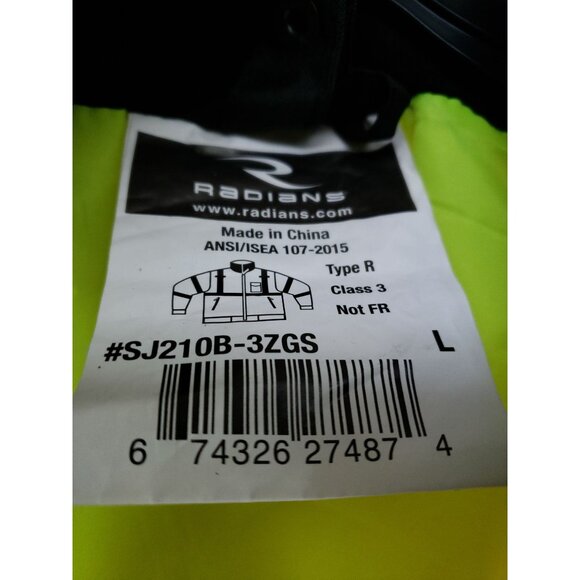 RADIANS
www.radians.com
Made in China
ANSI/ISEA 107-2015
Type R
Class 3
Not FR
#SJ210B-3ZGS L
6 74326 27487 4